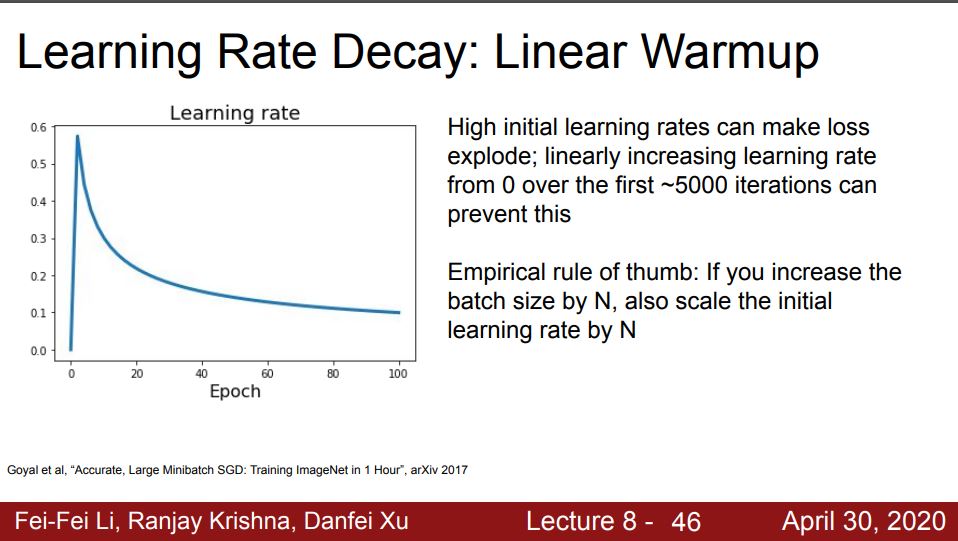 Learning Rate Decay: Linear Warmup
Learning rate
0.6
0.5
0.4
0.3
0.2
0.1
0.0
0 20 40 60 80 100
Epoch
High initial learning rates can make loss
explode; linearly increasing learning rate
from 0 over the first ~5000 iterations can
prevent this
Empirical rule of thumb: If you increase the
batch size by N, also scale the initial
learning rate by N
Goyal et al, “Accurate, Large Minibatch SGD: Training ImageNet in 1 Hour”, arXiv 2017
Fei-Fei Li, Ranjay Krishna, Danfei Xu Lecture 8 - 46 April 30, 2020